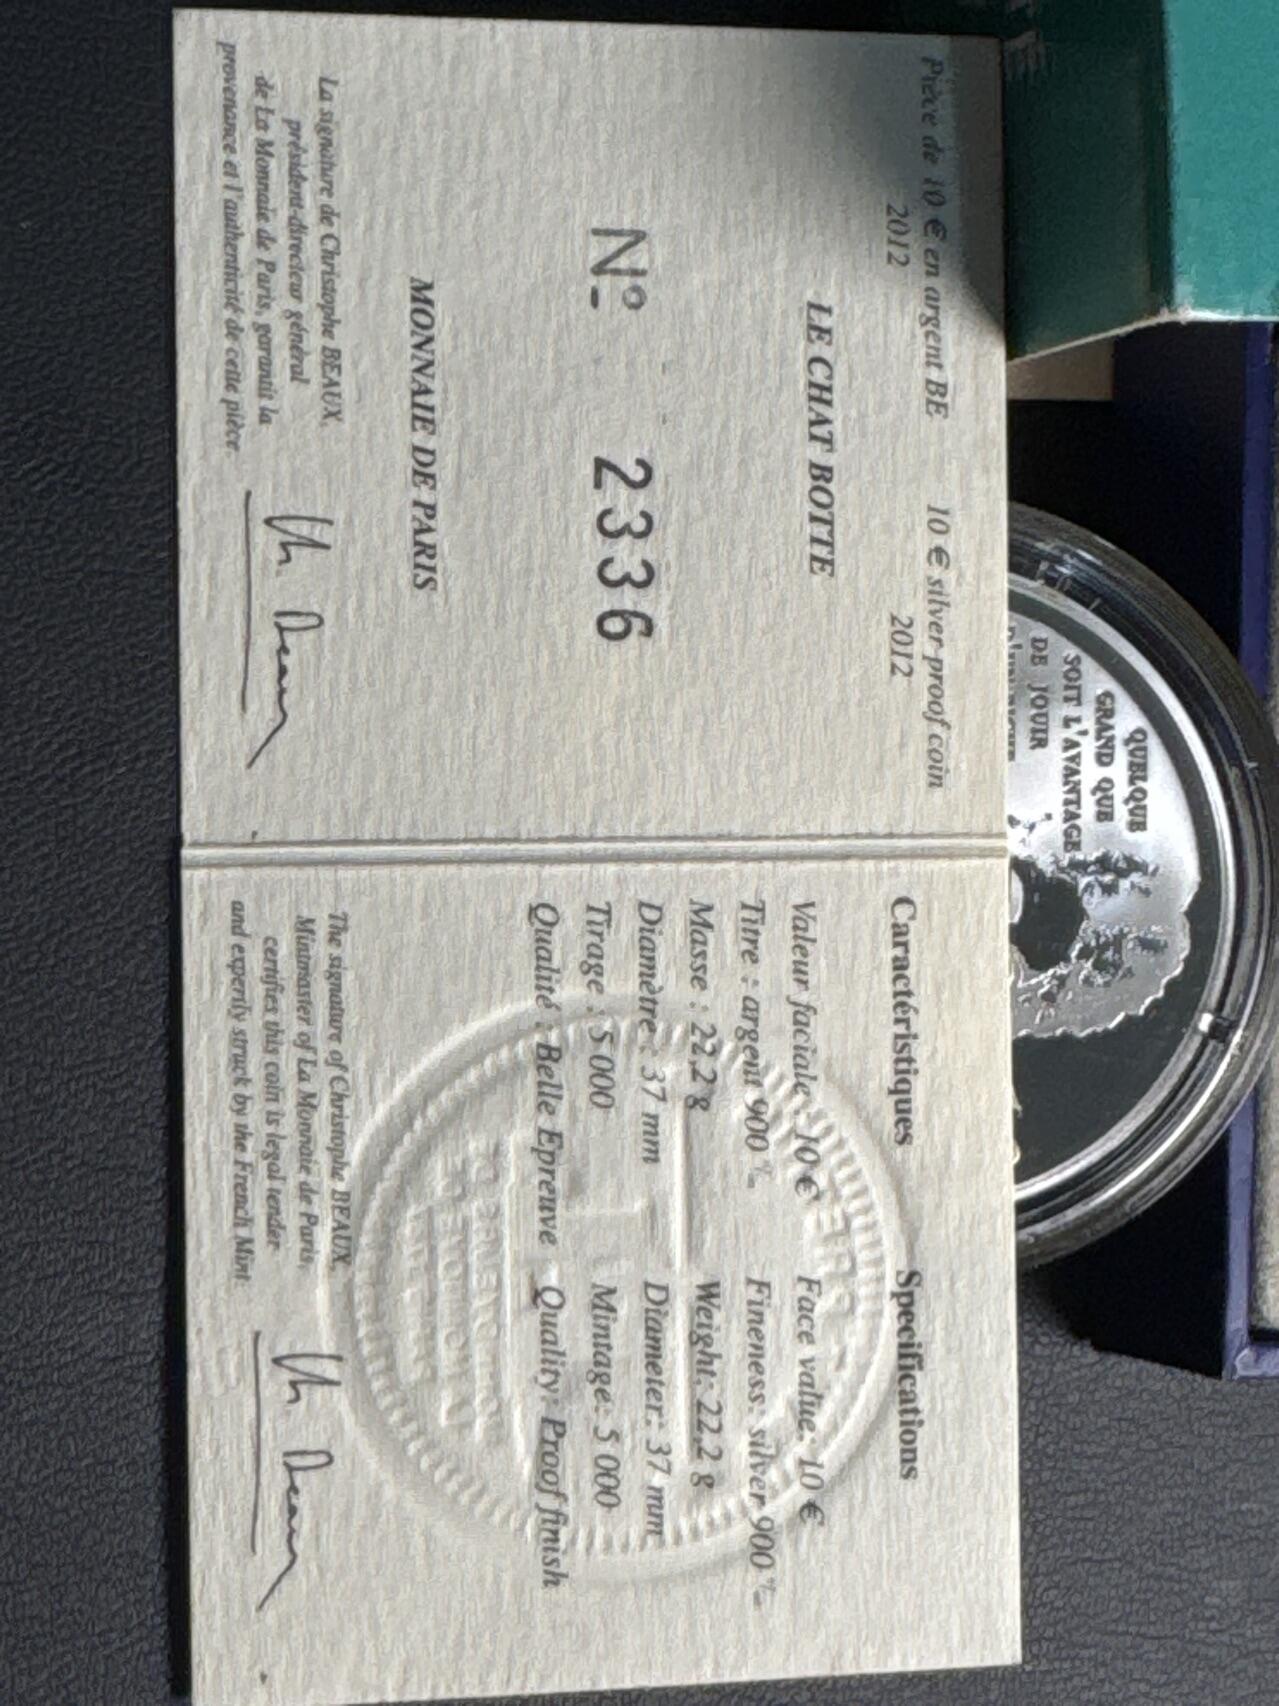 Pièce de 10 € en argent BE
2012
10 € silver-proof coin
2012
LE CHAT BOTTE
Nº 2336
MONNAIE DE PARIS
La signature de Christophe BEAUX,
président-directeur général
de La Monnaie de Paris, garantit la
provenance et l'authenticité de cette pièce.
Caractéristiques
Valeur faciale : 10 €
Titre : argent 900 ‰
Masse : 22,2 g
Diamètre : 37 mm
Tirage : 5 000
Qualité : Belle Epreuve
Specifications
Face value: 10 €
Fineness: silver 900 ‰
Weight: 22,2 g
Diameter: 37 mm
Mintage: 5 000
Quality: Proof finish
The signature of Christophe BEAUX,
Mintmaster of La Monnaie de Paris,
certifies this coin is legal tender
and expertly struck by the French Mint.
QUELQUE
GRAND QUE
SOIT L'AVANTAGE
DE JOUIR